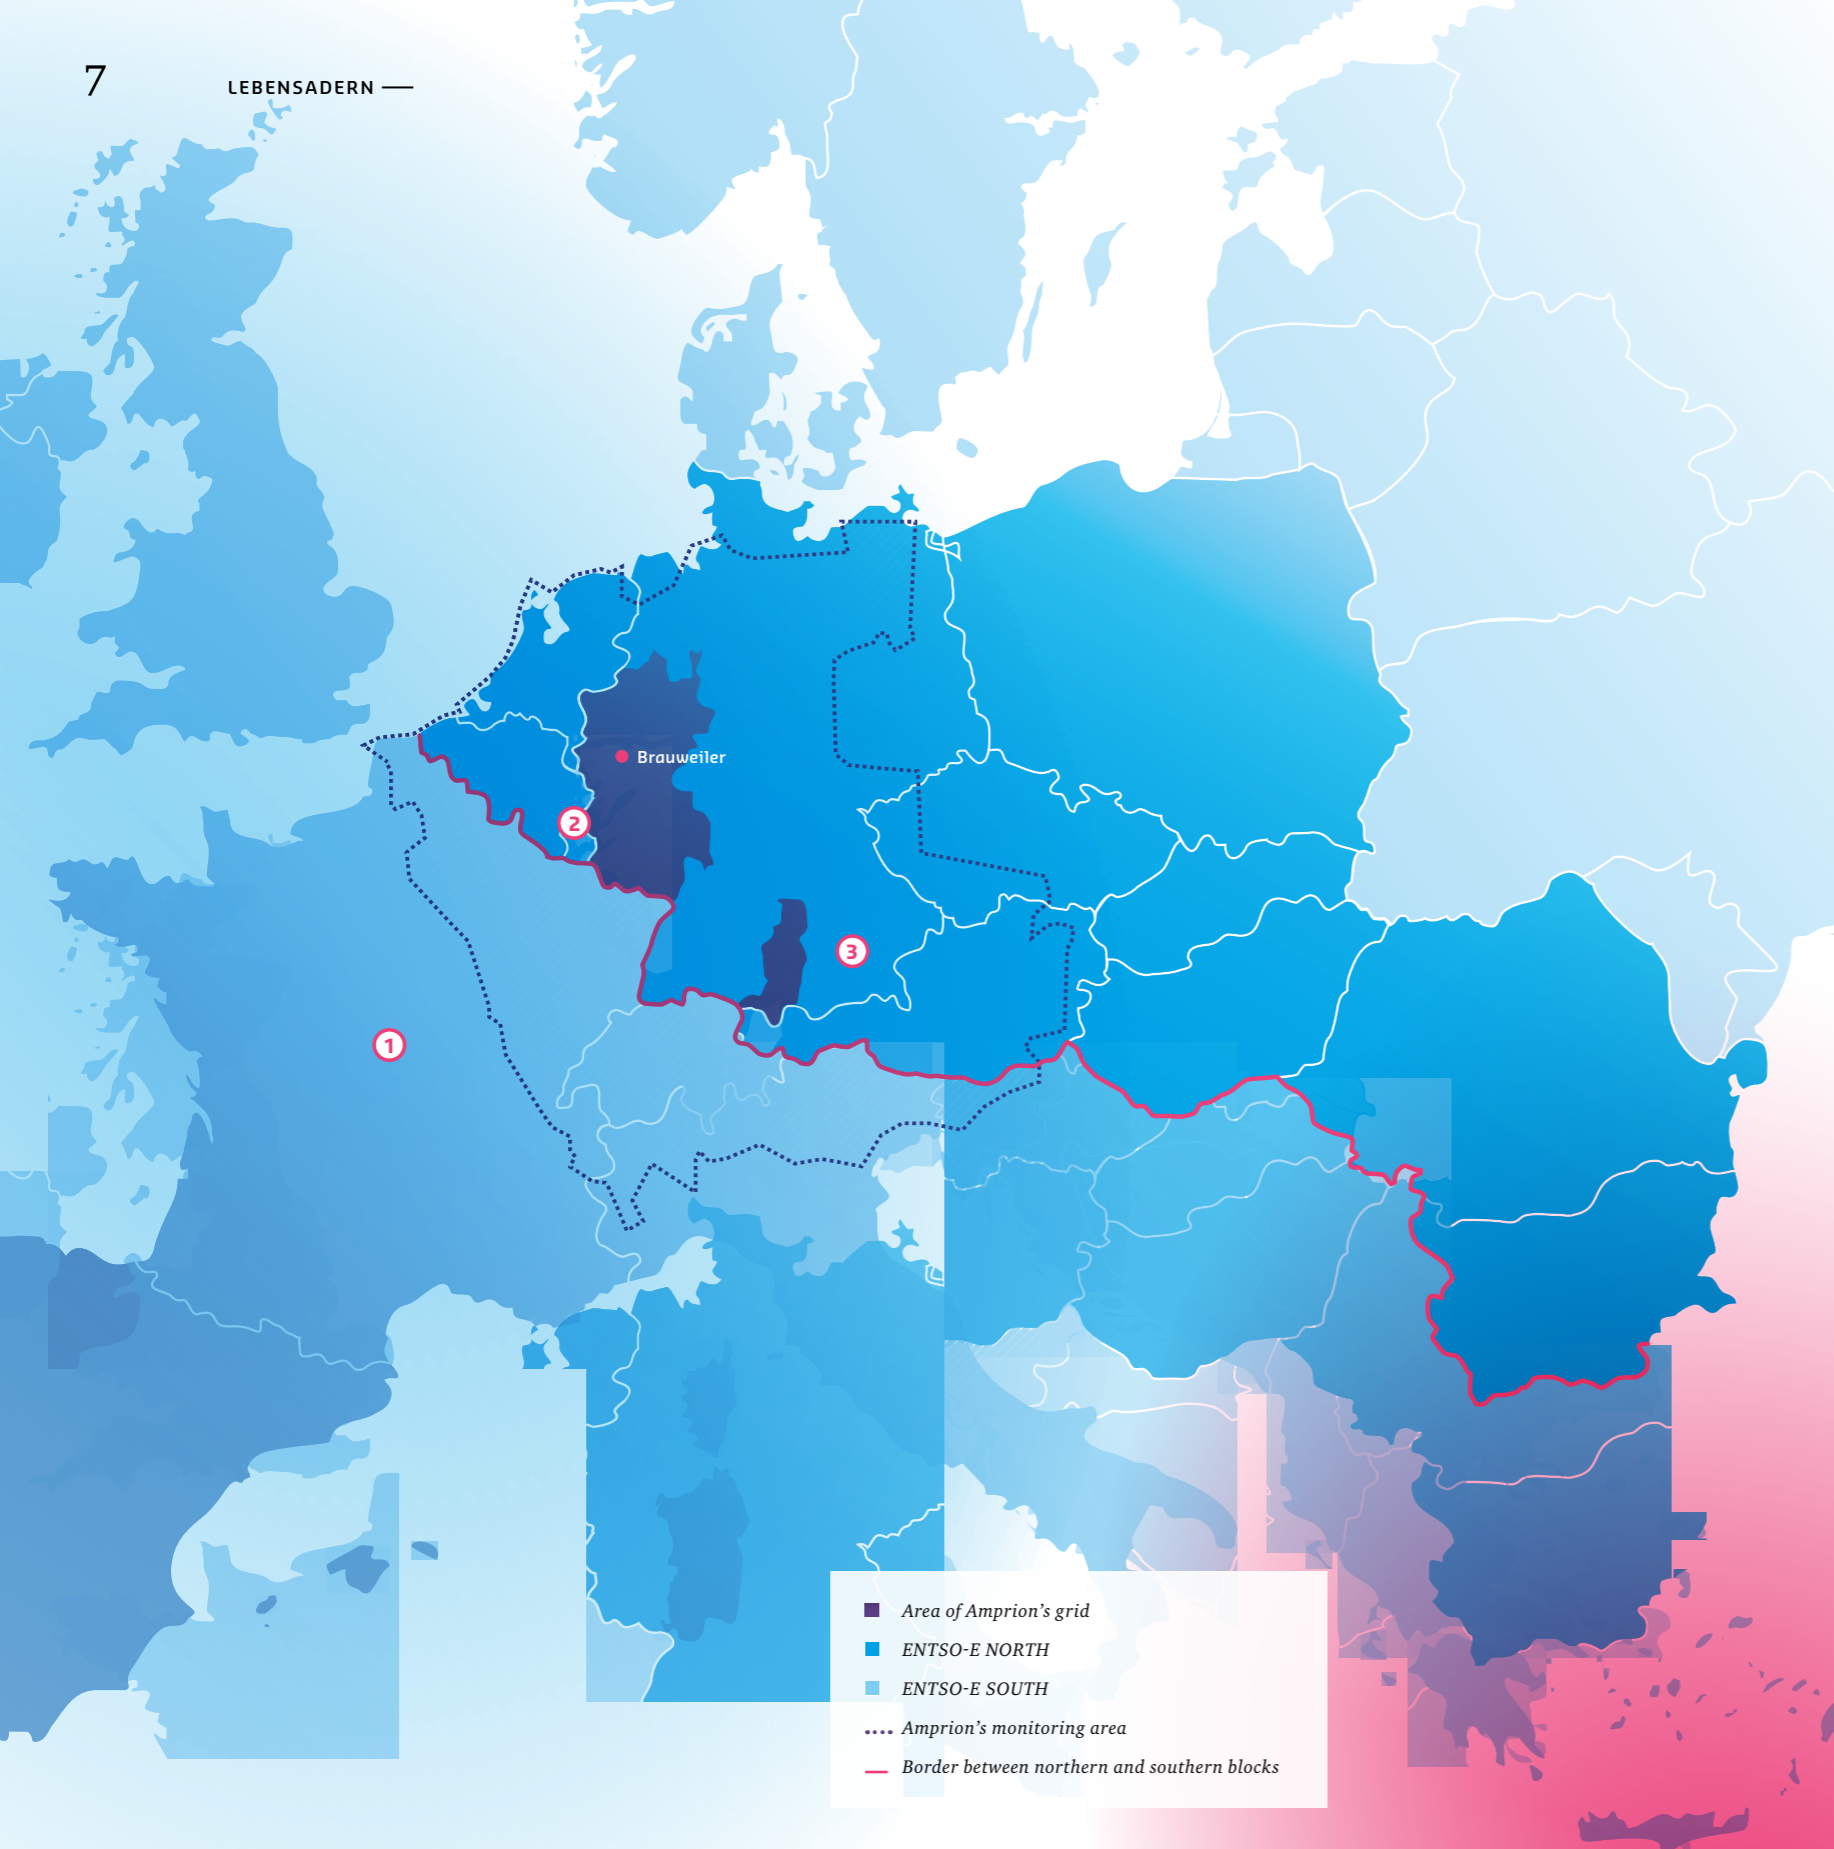 7
LEBENSADERN —
Brauweiler
2
3
1
Area of Amprion’s grid
ENTSO-E NORTH
ENTSO-E SOUTH
Amprion’s monitoring area
Border between northern and southern blocks